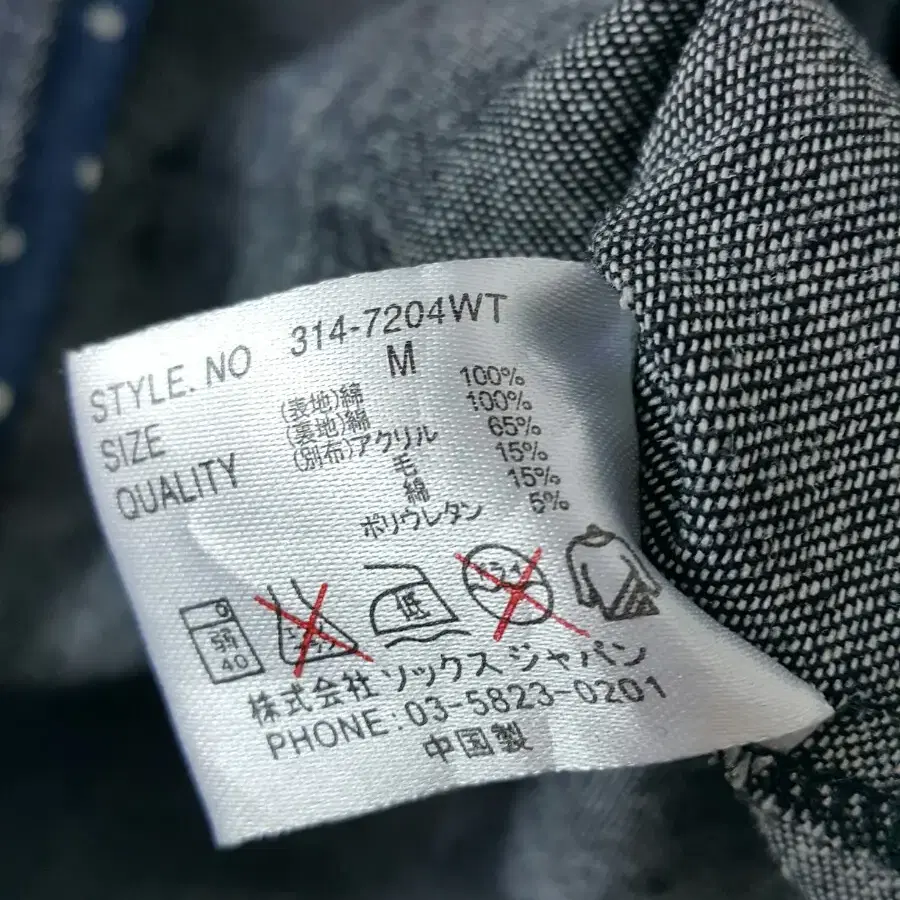 STYLE. NO 314-7204WT
SIZE M
QUALITY (表地)綿 100%
(裏地)綿 100%
(別布)アクリル 65%
毛 15%
綿 15%
ポリウレタン 5%
弱 40
低
株式会社ソックスジャパン
PHONE:03-5823-0201
中国製